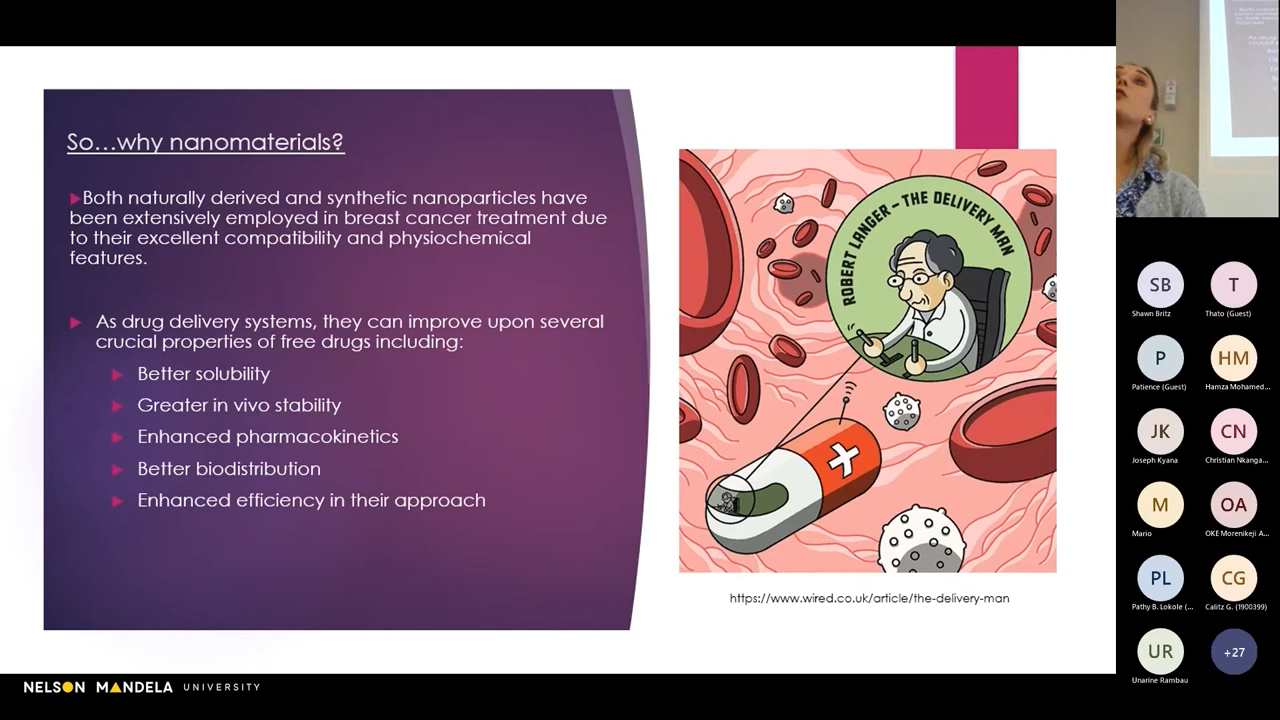 So...why nanomaterials?
Both naturally derived and synthetic nanoparticles have
been extensively employed in breast cancer treatment due
to their excellent compatibility and physiochemical
features.
As drug delivery systems, they can improve upon several
crucial properties of free drugs including:
Better solubility
Greater in vivo stability
Enhanced pharmacokinetics
Better biodistribution
Enhanced efficiency in their approach
ROBERT LANGER – THE DELIVERY MAN
https://www.wired.co.uk/article/the-delivery-man
NELSON MANDELA UNIVERSITY
SB
T
Shawn Britz
Thato (Guest)
P
HM
Patience (Guest)
Hamza Mohamed...
JK
CN
Joseph Kyana
Christian Nkanga...
M
OA
Mario
OKE Morenikeji A...
PL
CG
Pathy B. Lokole (...
Calitz G. (1900399)
UR
+27
Unarine Rambau